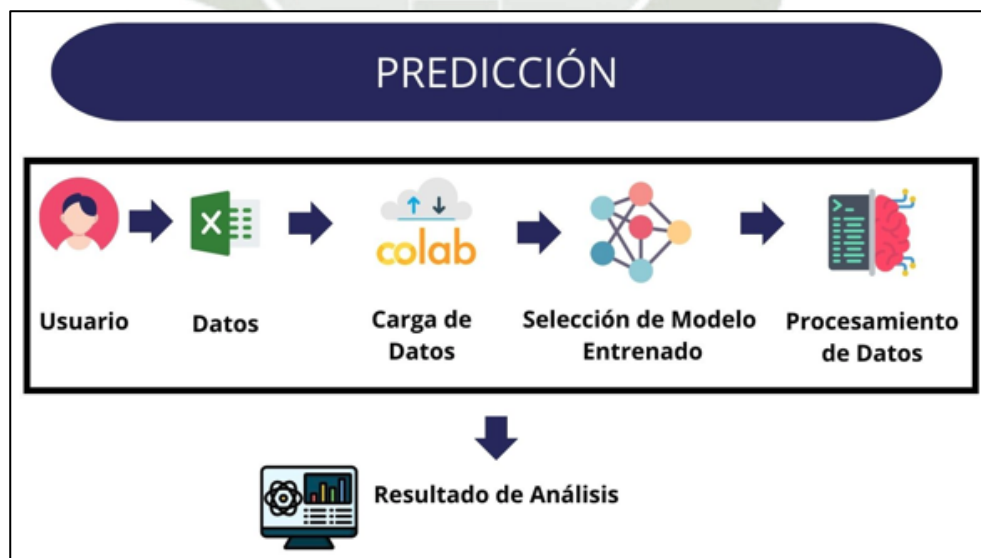 PREDICCIÓN
X
colab
Usuario
Datos
Carga de
Datos
Selección de Modelo
Entrenado
Procesamiento
de Datos
Resultado de Análisis